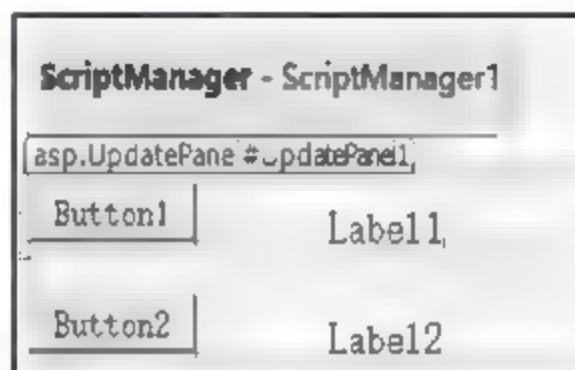 ScriptManager - ScriptManager1
asp.UpdatePane #UpdatePanel1
Button1 Label1
Button2 Label2